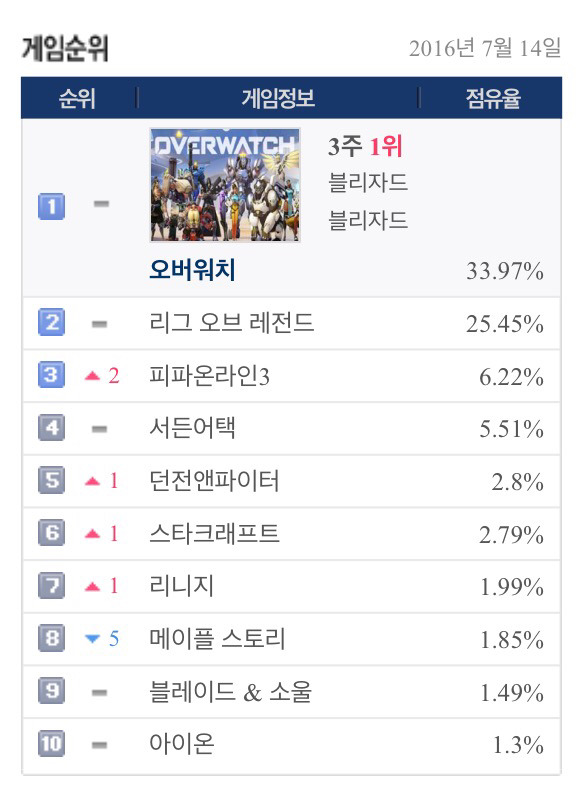 게임순위 2016년 7월 14일
순위 게임정보 점유율
OVERWATCH
3주 1위
블리자드
블리자드
1 - 오버워치 33.97%
2 - 리그 오브 레전드 25.45%
3 ▲ 2 피파온라인3 6.22%
4 - 서든어택 5.51%
5 ▲ 1 던전앤파이터 2.8%
6 ▲ 1 스타크래프트 2.79%
7 ▲ 1 리니지 1.99%
8 ▼ 5 메이플 스토리 1.85%
9 - 블레이드 & 소울 1.49%
10 - 아이온 1.3%